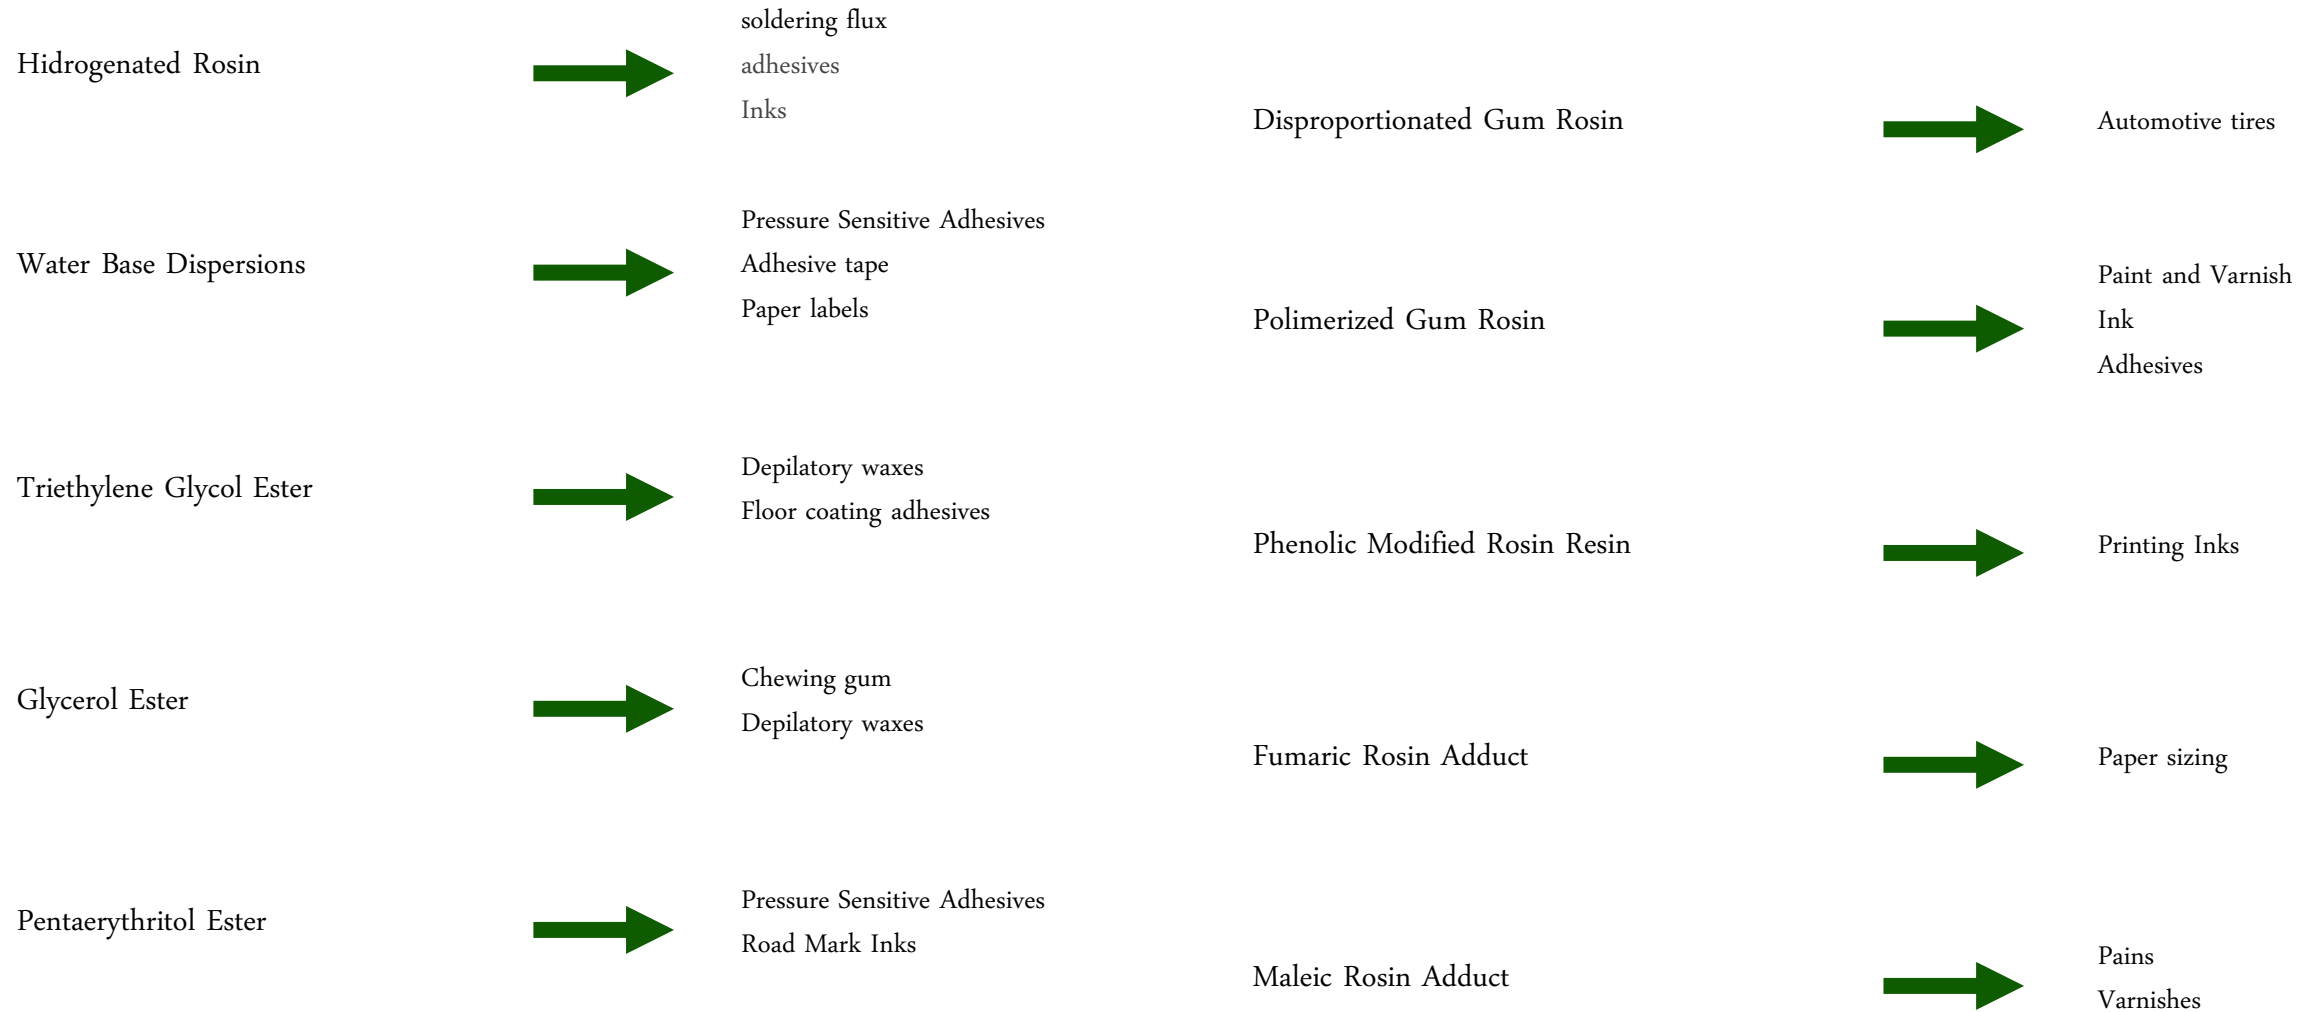 Hidrogenated Rosin
soldering flux
adhesives
Inks
Water Base Dispersions
Pressure Sensitive Adhesives
Adhesive tape
Paper labels
Triethylene Glycol Ester
Depilatory waxes
Floor coating adhesives
Glycerol Ester
Chewing gum
Depilatory waxes
Pentaerythritol Ester
Pressure Sensitive Adhesives
Road Mark Inks
Disproportionated Gum Rosin
Automotive tires
Polimerized Gum Rosin
Paint and Varnish
Ink
Adhesives
Phenolic Modified Rosin Resin
Printing Inks
Fumaric Rosin Adduct
Paper sizing
Maleic Rosin Adduct
Pains
Varnishes